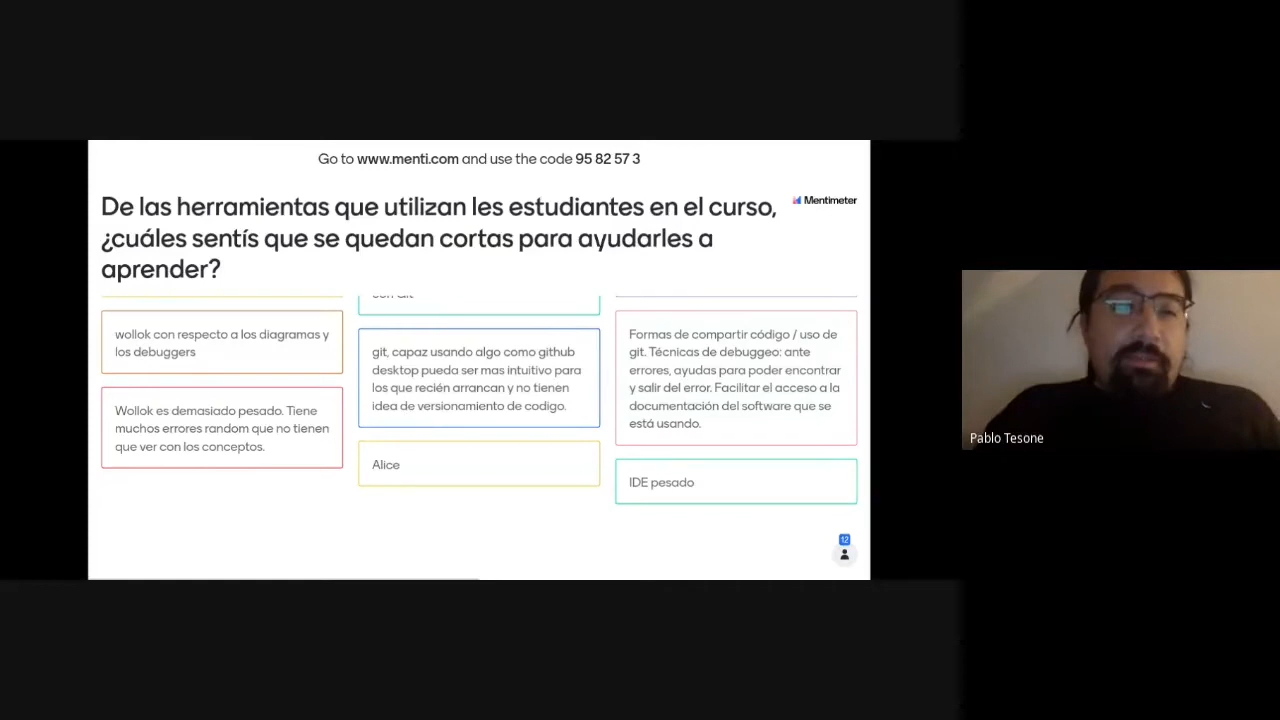 Go to www.menti.com and use the code 95 82 57 3
De las herramientas que utilizan les estudiantes en el curso,
¿cuáles sentís que se quedan cortas para ayudarles a
aprender?
Mentimeter
wollok con respecto a los diagramas y
los debuggers
Wollok es demasiado pesado. Tiene
muchos errores random que no tienen
que ver con los conceptos.
con Git
git, capaz usando algo como github
desktop pueda ser mas intuitivo para
los que recién arrancan y no tienen
idea de versionamiento de codigo.
Alice
Formas de compartir código / uso de
git. Técnicas de debuggeo: ante
errores, ayudas para poder encontrar
y salir del error. Facilitar el acceso a la
documentación del software que se
está usando.
IDE pesado
12
Pablo Tesone